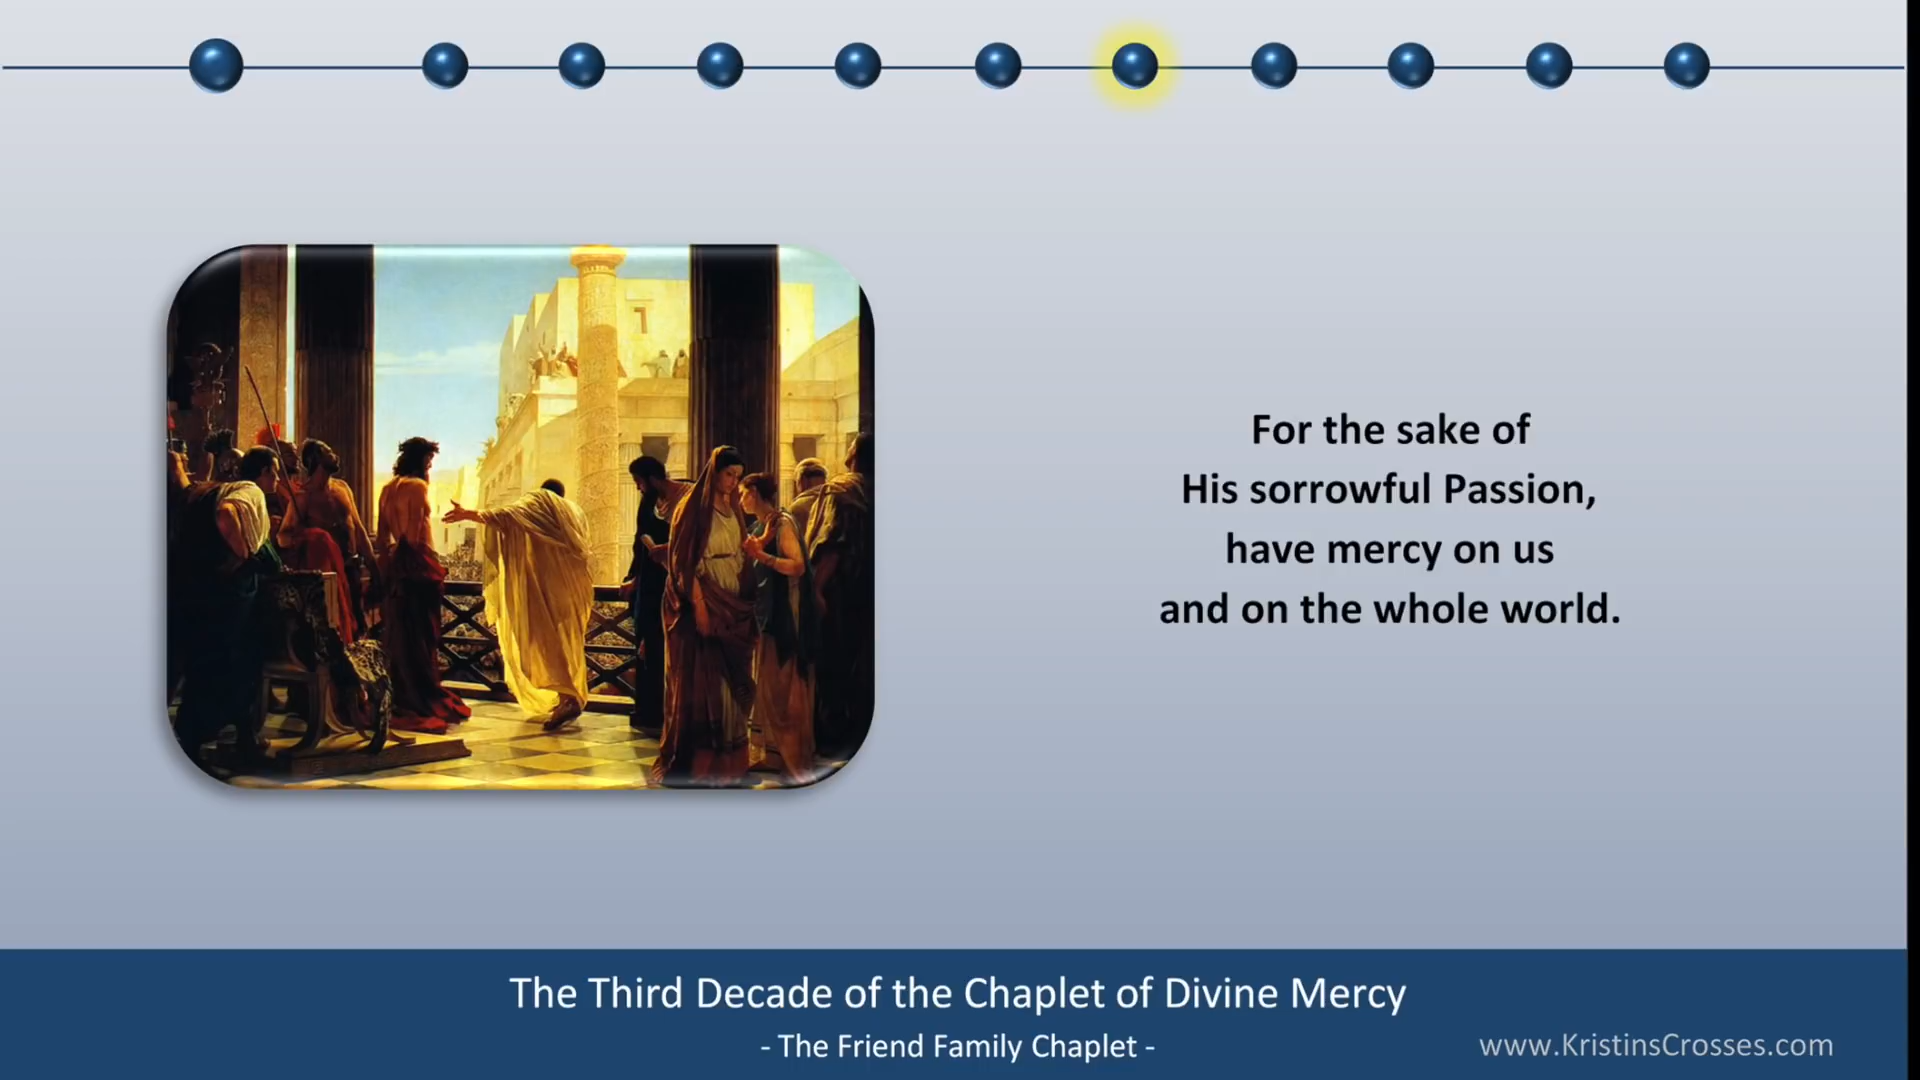 For the sake of
His sorrowful Passion,
have mercy on us
and on the whole world.
The Third Decade of the Chaplet of Divine Mercy
- The Friend Family Chaplet -
www.KristinsCrosses.com